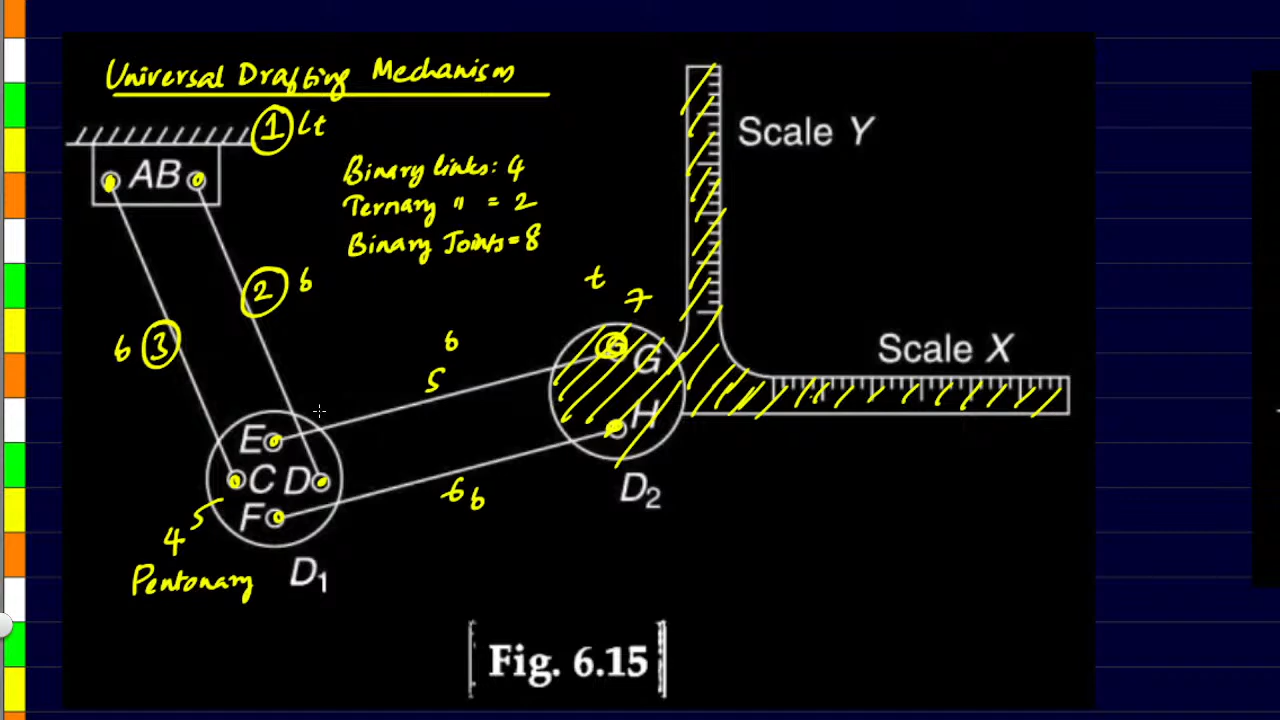 Universal Drafting Mechanism
① Lt
AB
Binary links: 4
Ternary " = 2
Binary Joints = 8
Scale Y
② b
b ③
t
7
b
5
G
Scale X
H
E
C D
F
6 b
D₂
4 5
Pentonary
D₁
Fig. 6.15